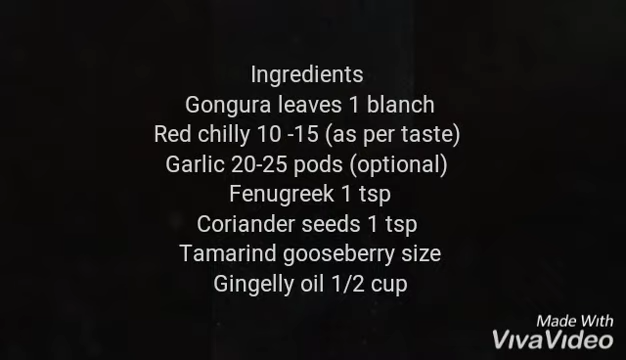 Ingredients
Gongura leaves 1 blanch
Red chilly 10 -15 (as per taste)
Garlic 20-25 pods (optional)
Fenugreek 1 tsp
Coriander seeds 1 tsp
Tamarind gooseberry size
Gingelly oil 1/2 cup
Made With
VivaVideo